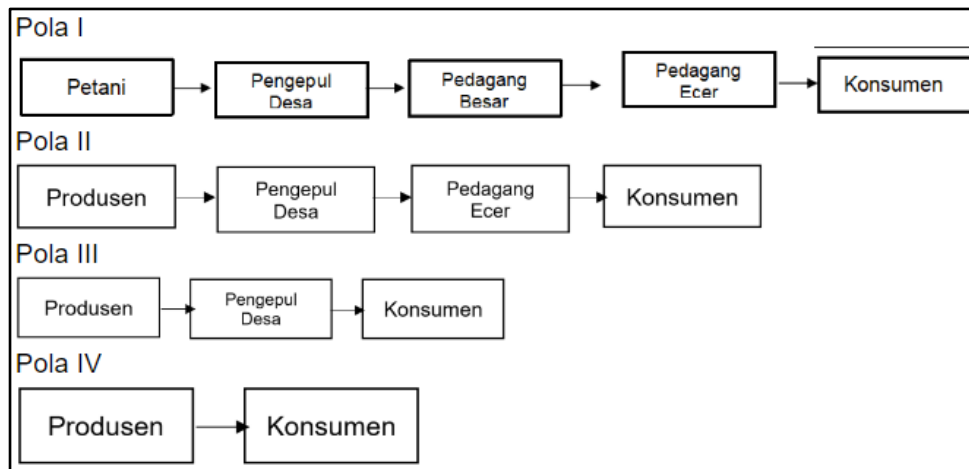 Pola I
Petani
Pengepul
Desa
Pedagang
Besar
Pedagang
Ecer
Konsumen
Pola II
Produsen
Pengepul
Desa
Pedagang
Ecer
Konsumen
Pola III
Produsen
Pengepul
Desa
Konsumen
Pola IV
Produsen
Konsumen